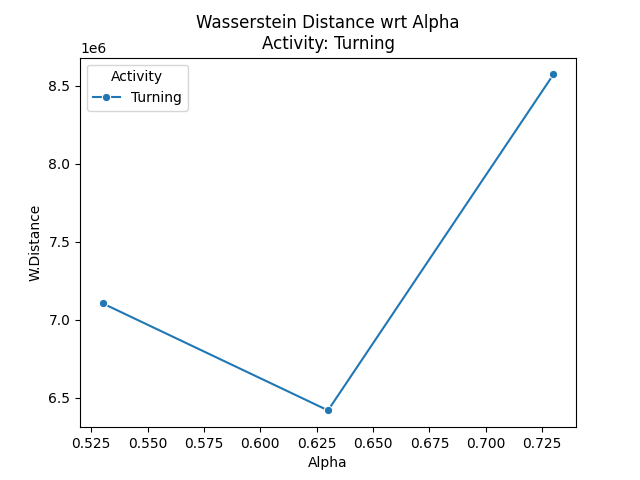 Wasserstein Distance wrt Alpha
Activity: Turning
1e6
Activity
Turning
8.5
8.0
7.5
7.0
6.5
W.Distance
0.525 0.550 0.575 0.600 0.625 0.650 0.675 0.700 0.725
Alpha